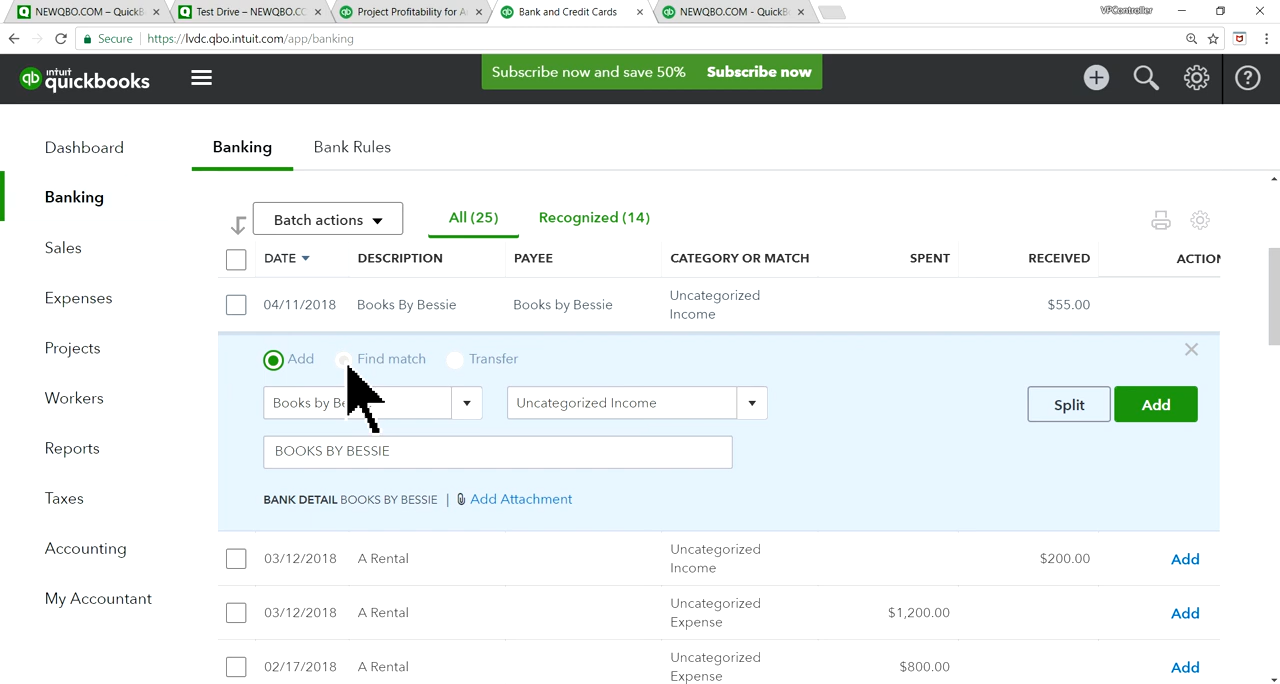 NEWQBO.COM – QuickB
Test Drive – NEWQBO.CO
Project Profitability for A
Bank and Credit Cards
NEWQBO.COM - QuickB
VPController
Secure https://lvdc.qbo.intuit.com/app/banking
intuit quickbooks
Subscribe now and save 50% Subscribe now
Dashboard
Banking
Sales
Expenses
Projects
Workers
Reports
Taxes
Accounting
My Accountant
Banking Bank Rules
Batch actions All (25) Recognized (14)
DATE DESCRIPTION PAYEE CATEGORY OR MATCH SPENT RECEIVED ACTION
04/11/2018 Books By Bessie Books by Bessie Uncategorized Income $55.00
Add Find match Transfer
Books by Be Uncategorized Income Split Add
BOOKS BY BESSIE
BANK DETAIL BOOKS BY BESSIE | Add Attachment
03/12/2018 A Rental Uncategorized Income $200.00 Add
03/12/2018 A Rental Uncategorized Expense $1,200.00 Add
02/17/2018 A Rental Uncategorized Expense $800.00 Add